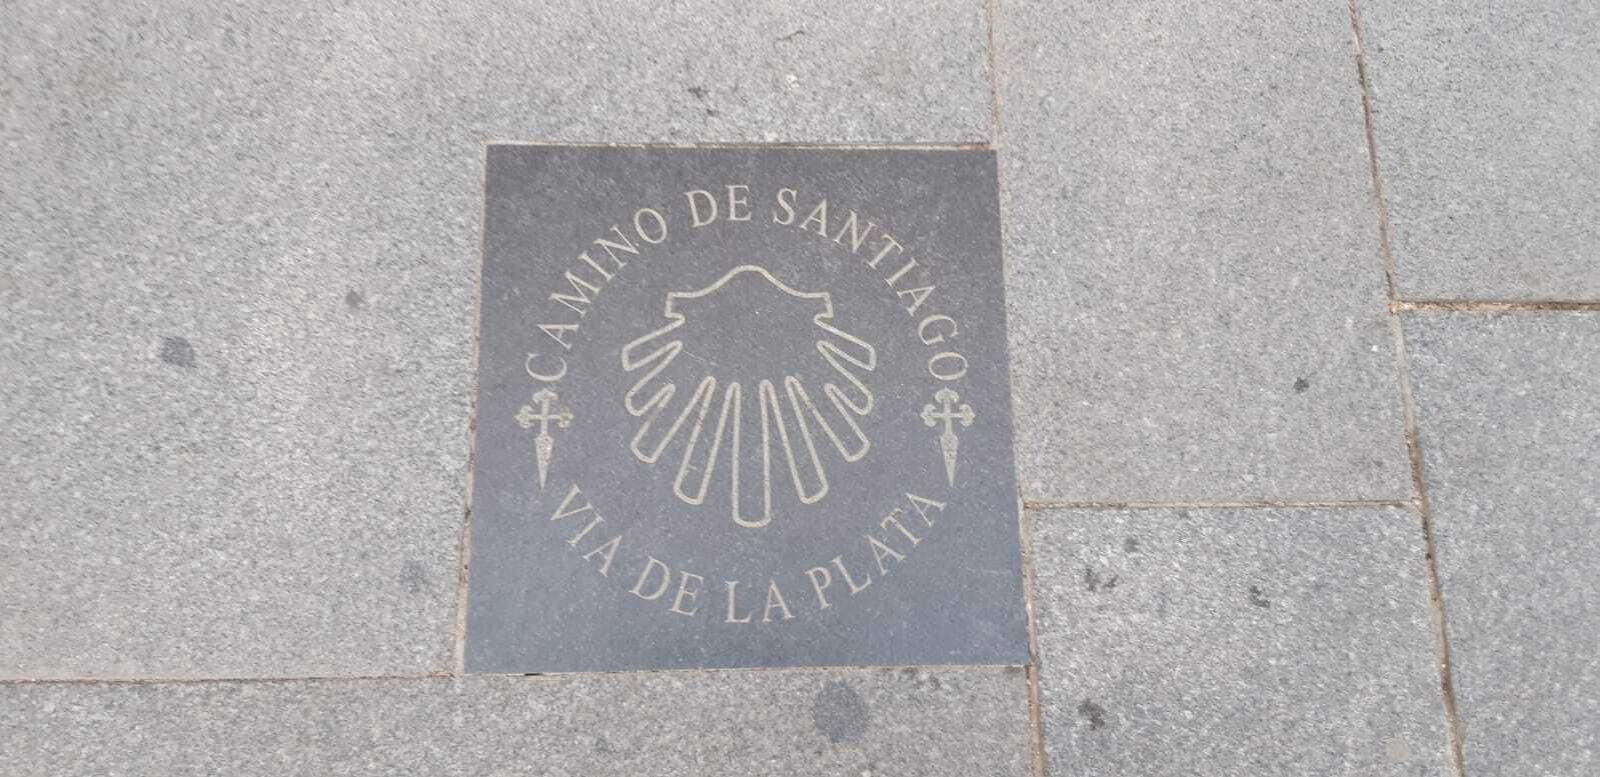 CAMINO DE SANTIAGO
VIA DE LA PLATA